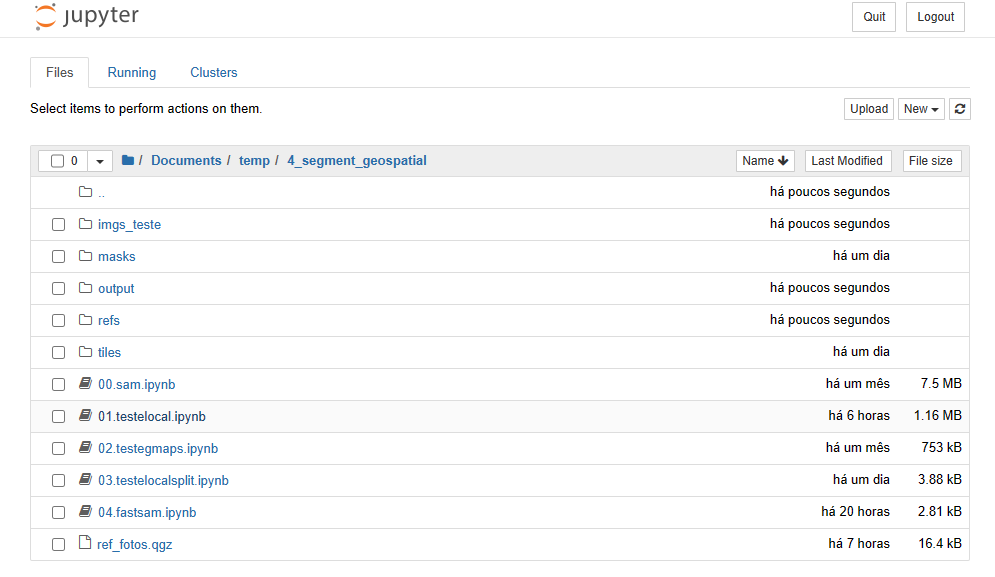 jupyter Quit Logout
Files Running Clusters
Select items to perform actions on them. Upload New
0 / Documents / temp / 4_segment_geospatial Name Last Modified File size
.. há poucos segundos
imgs_teste há poucos segundos
masks há um dia
output há poucos segundos
refs há poucos segundos
tiles há um dia
00.sam.ipynb há um mês 7.5 MB
01.testelocal.ipynb há 6 horas 1.16 MB
02.testegmaps.ipynb há um mês 753 kB
03.testelocalsplit.ipynb há um dia 3.88 kB
04.fastsam.ipynb há 20 horas 2.81 kB
ref_fotos.qgz há 7 horas 16.4 kB